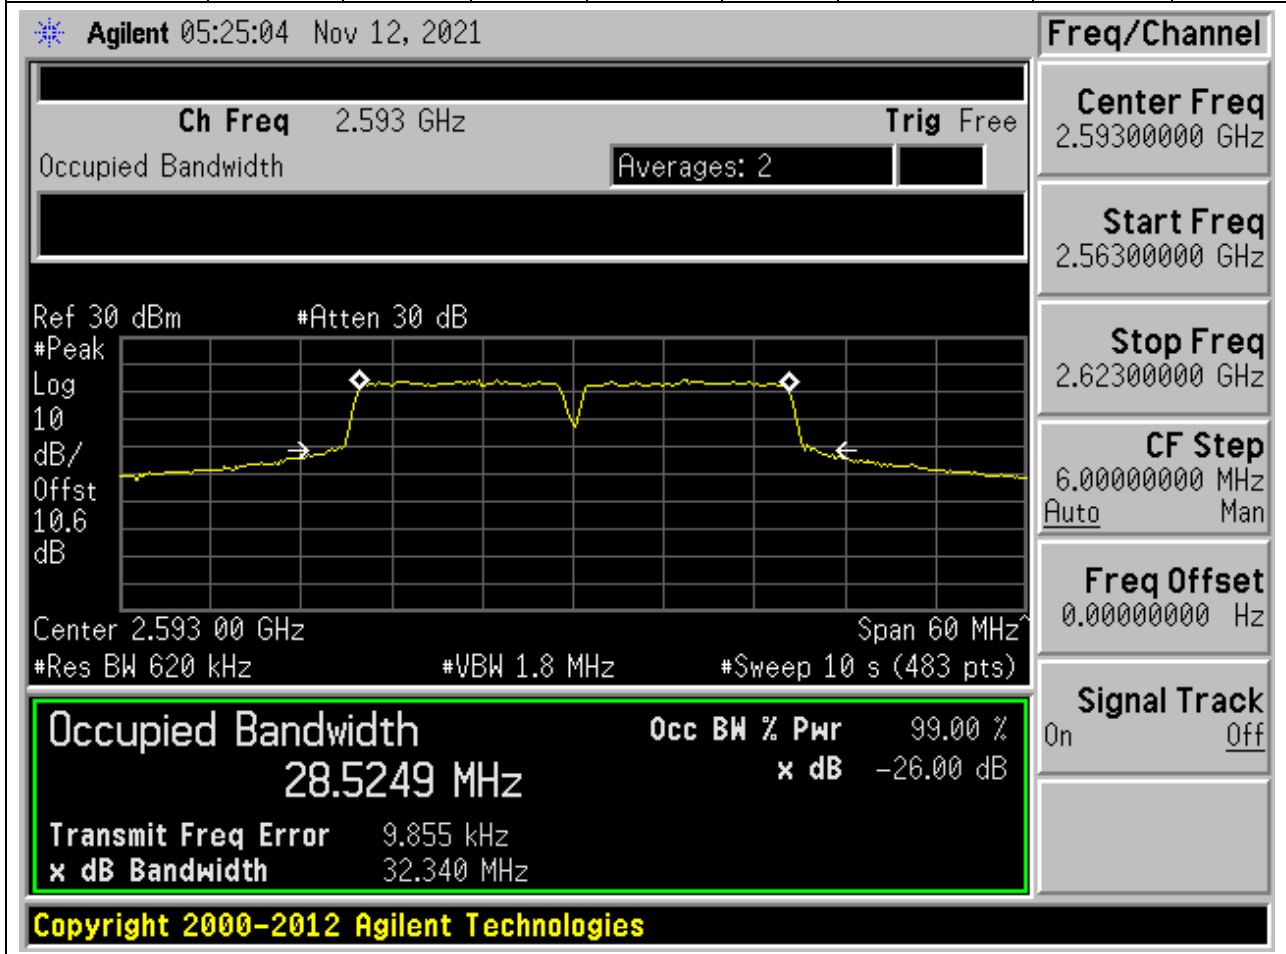 Agilent 05:25:04 Nov 12, 2021
Freq/Channel
Ch Freq 2.593 GHz Trig Free
Occupied Bandwidth Averages: 2
Ref 30 dBm #Atten 30 dB
#Peak
Log
10
dB/
Offst
10.6
dB
Center 2.593 00 GHz Span 60 MHz^
#Res BW 620 kHz #VBW 1.8 MHz #Sweep 10 s (483 pts)
Occupied Bandwidth Occ BW % Pwr 99.00 %
28.5249 MHz x dB -26.00 dB
Transmit Freq Error 9.855 kHz
x dB Bandwidth 32.340 MHz
Center Freq
2.59300000 GHz
Start Freq
2.56300000 GHz
Stop Freq
2.62300000 GHz
CF Step
6.00000000 MHz
Auto Man
Freq Offset
0.00000000 Hz
Signal Track
On Off
Copyright 2000-2012 Agilent Technologies